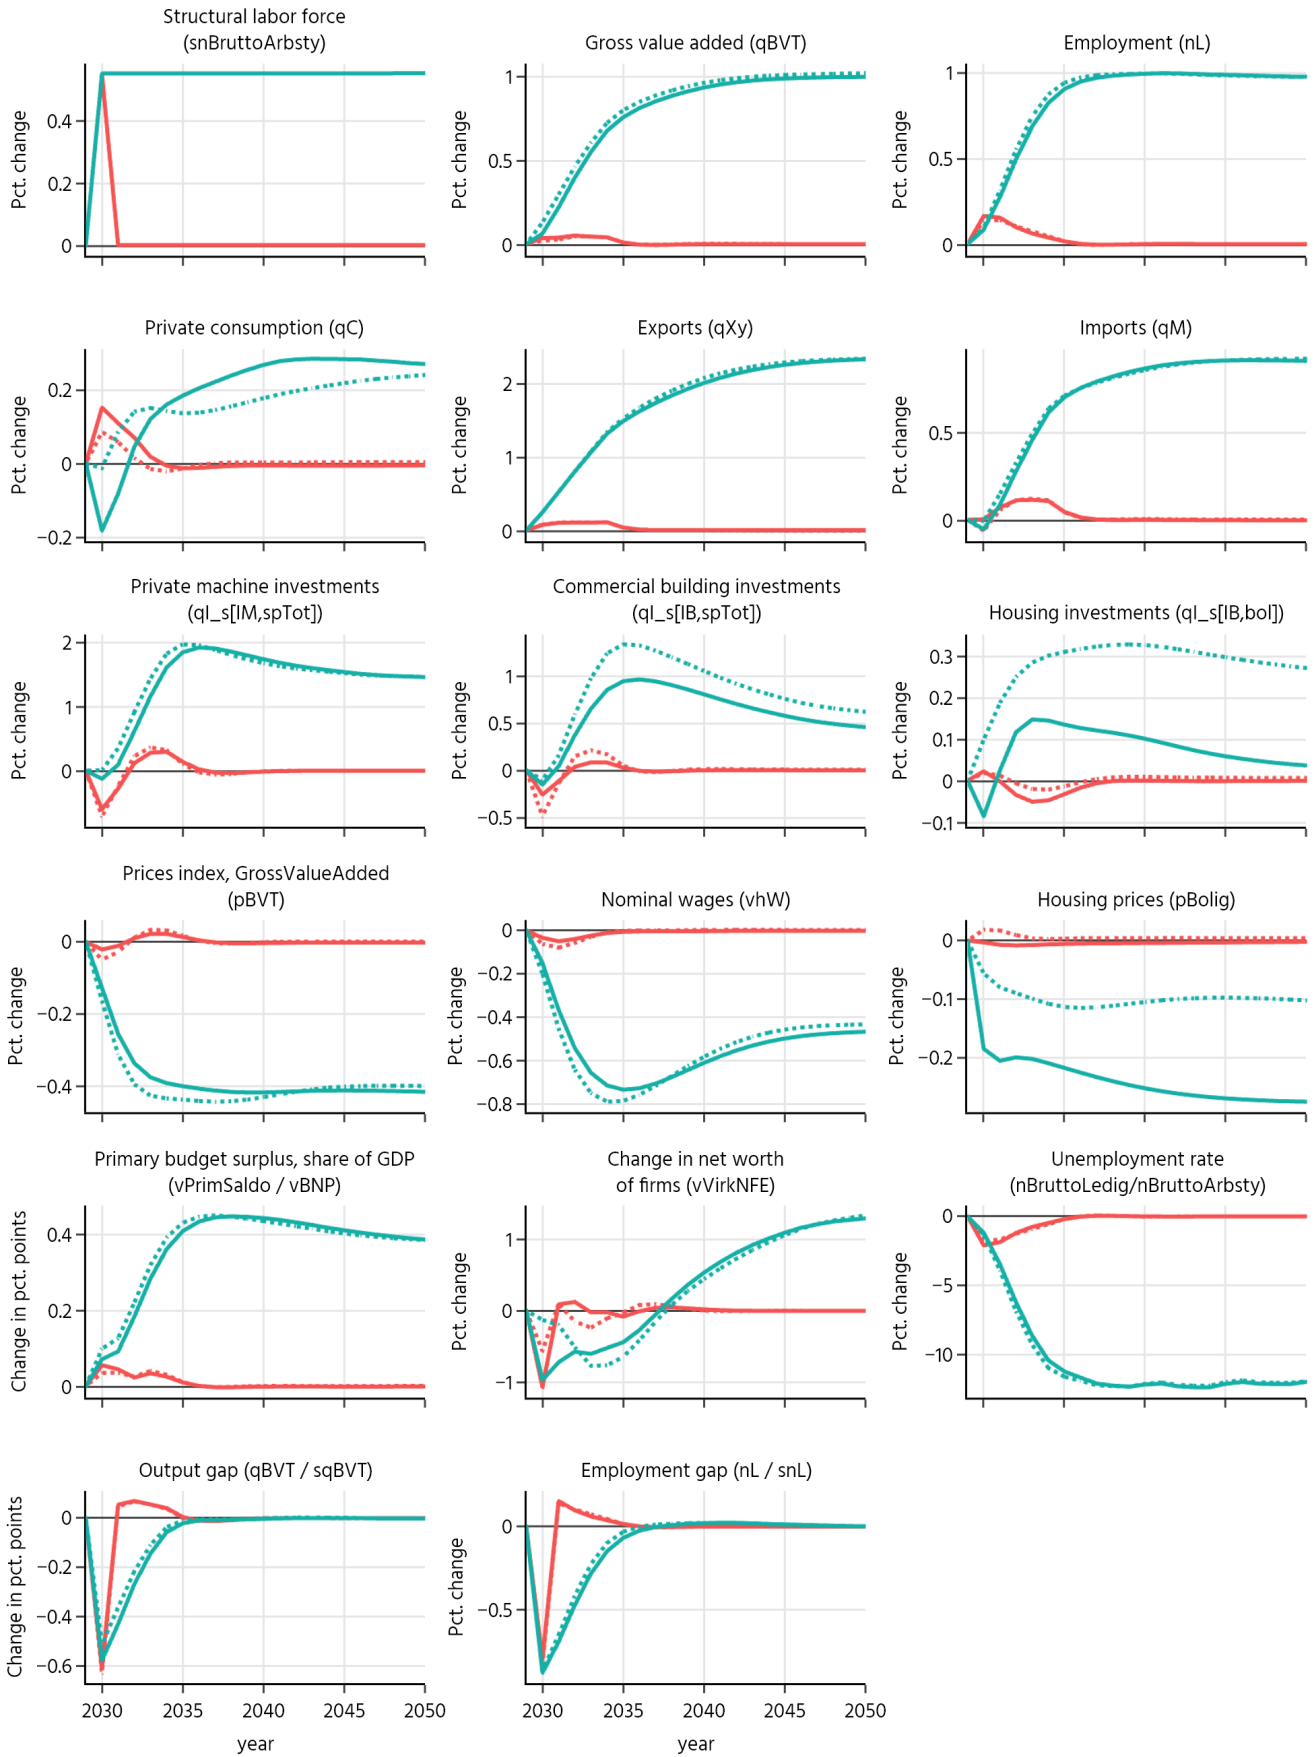 Structural labor force
(snBruttoArbsty)
Pct. change
0.4
0.2
0
Gross value added (qBVT)
Pct. change
1
0.5
0
Employment (nL)
Pct. change
1
0.5
0
Private consumption (qC)
Pct. change
0.2
0
−0.2
Exports (qXy)
Pct. change
2
1
0
Imports (qM)
Pct. change
0.5
0
Private machine investments
(qI_s[IM,spTot])
Pct. change
2
1
0
Commercial building investments
(qI_s[IB,spTot])
Pct. change
1
0.5
0
−0.5
Housing investments (qI_s[IB,bol])
Pct. change
0.3
0.2
0.1
0
−0.1
Prices index, GrossValueAdded
(pBVT)
Pct. change
0
−0.2
−0.4
Nominal wages (vhW)
Pct. change
0
−0.2
−0.4
−0.6
−0.8
Housing prices (pBolig)
Pct. change
0
−0.1
−0.2
Primary budget surplus, share of GDP
(vPrimSaldo / vBNP)
Change in pct. points
0.4
0.2
0
Change in net worth
of firms (vVirkNFE)
Pct. change
1
0
−1
Unemployment rate
(nBruttoLedig/nBruttoArbsty)
Pct. change
0
−5
−10
Output gap (qBVT / sqBVT)
Change in pct. points
0
−0.2
−0.4
−0.6
2030 2035 2040 2045 2050
year
Employment gap (nL / snL)
Pct. change
0
−0.5
2030 2035 2040 2045 2050
year